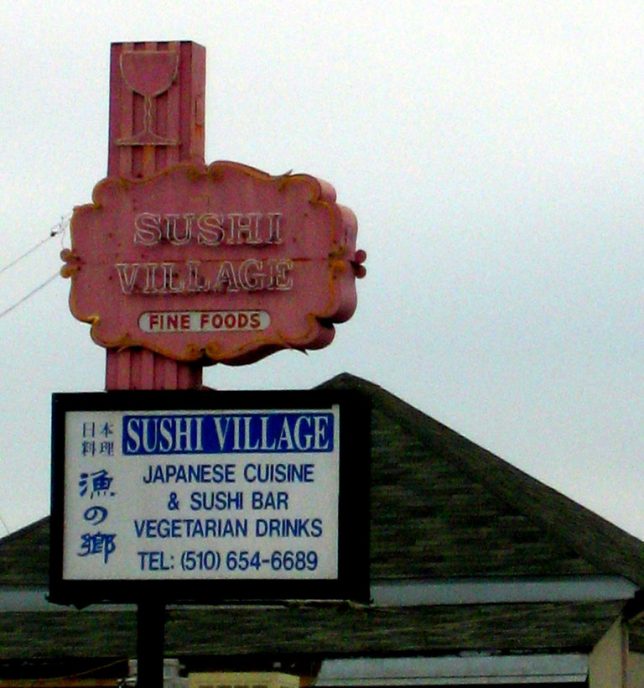 SUSHI
VILLAGE
FINE FOODS
日本
料理
漁の郷
SUSHI VILLAGE
JAPANESE CUISINE
& SUSHI BAR
VEGETARIAN DRINKS
TEL: (510) 654-6689